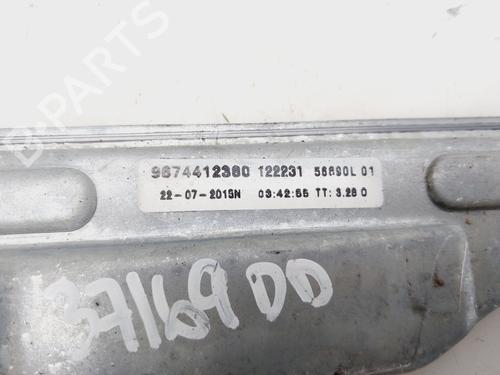 B-Parts
9674412380 122231 56690L 01
22-07-2015N 03:42:55 TT: 3.28 0
37169 DD